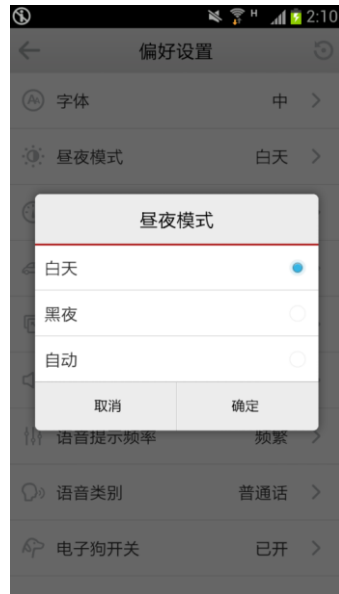 H 2:10
偏好设置
字体 中
昼夜模式 白天
昼夜模式
白天
黑夜
自动
取消 确定
语音提示频率 频繁
语音类别 普通话
电子狗开关 已开